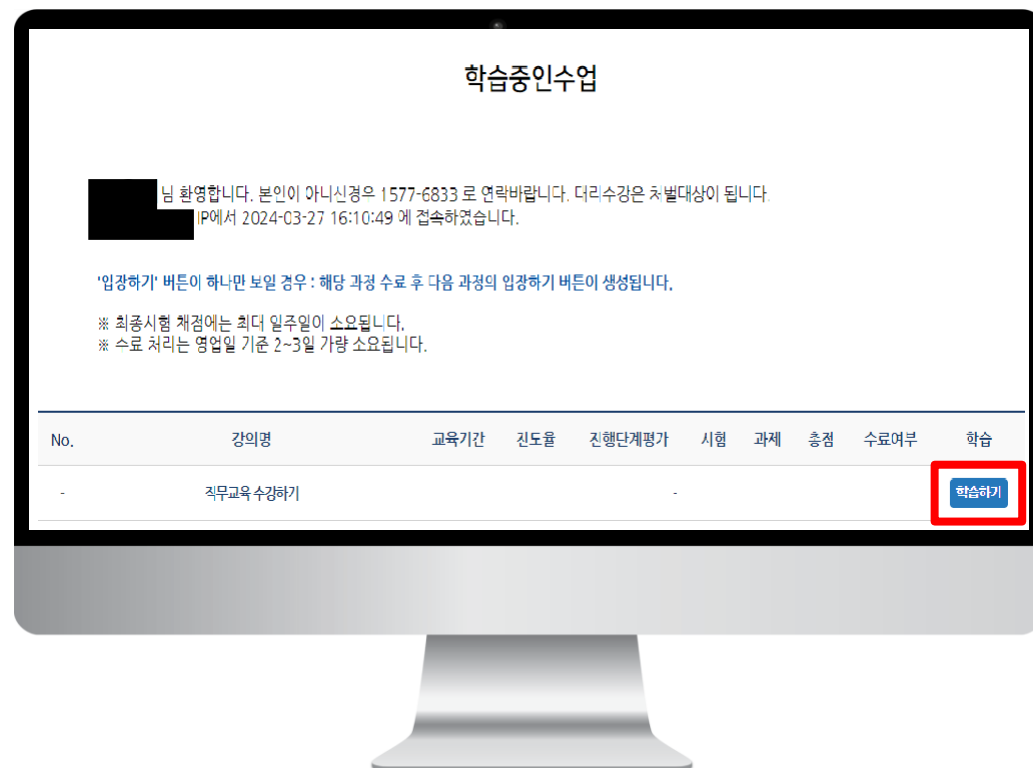 학습중인수업
님 환영합니다. 본인이 아니신경우 1577-6833 로 연락바랍니다. 대리수강은 처벌대상이 됩니다.
IP에서 2024-03-27 16:10:49 에 접속하였습니다.
'입장하기' 버튼이 하나만 보일 경우 : 해당 과정 수료 후 다음 과정의 입장하기 버튼이 생성됩니다.
※ 최종시험 채점에는 최대 일주일이 소요됩니다.
※ 수료 처리는 영업일 기준 2~3일 가량 소요됩니다.
No. 강의명 교육기간 진도율 진행단계평가 시험 과제 총점 수료여부 학습
- 직무교육 수강하기 - 학습하기